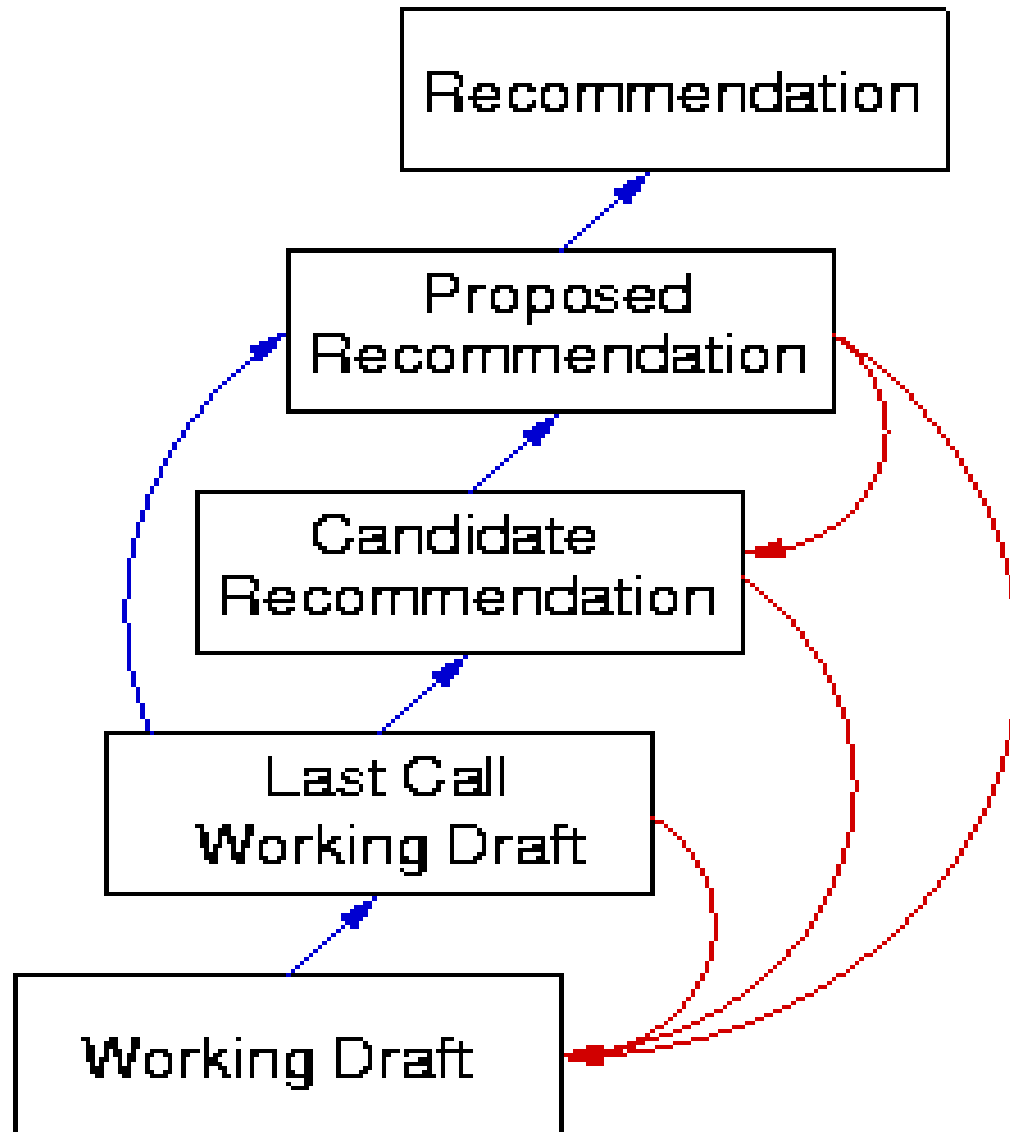 Recommendation
Proposed
Recommendation
Candidate
Recommendation
Last Call
Working Draft
Working Draft